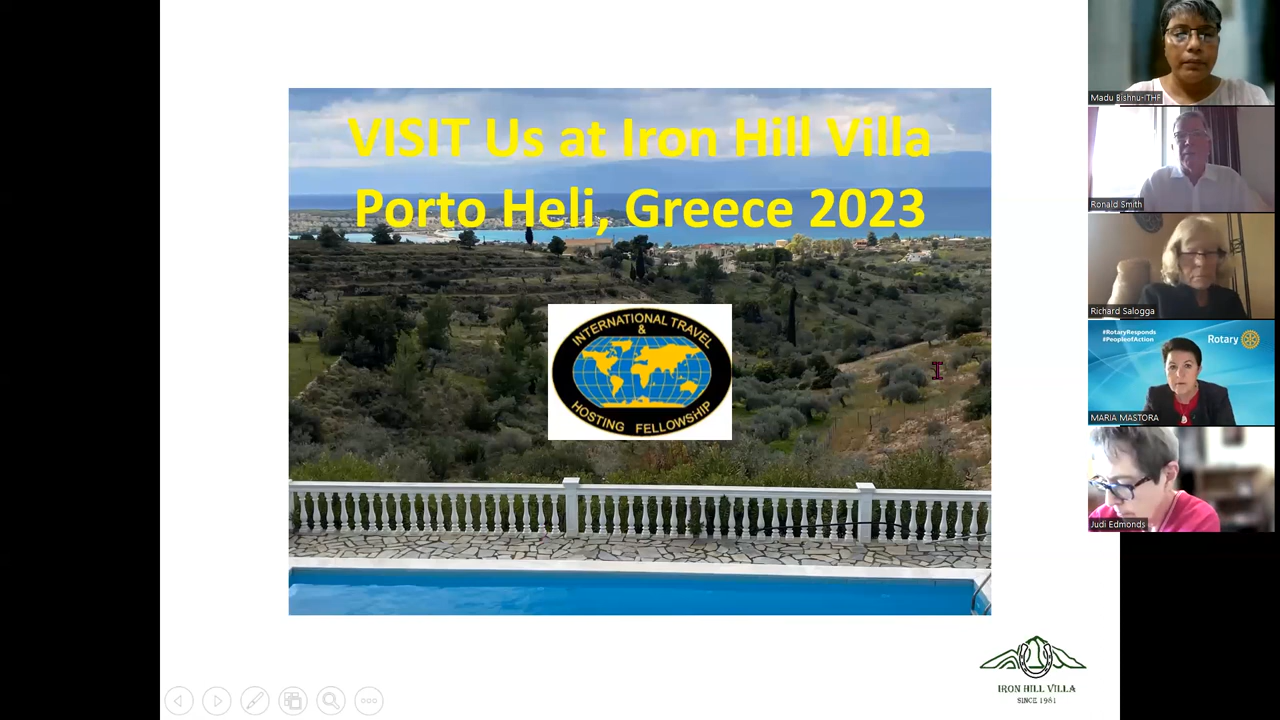 VISIT Us at Iron Hill Villa
Porto Heli, Greece 2023
INTERNATIONAL TRAVEL
&
HOSTING FELLOWSHIP
IRON HILL VILLA
SINCE 1981
Madu Bishnu-ITHF
Ronald Smith
Richard Salogga
#RotaryResponds
#PeopleofAction
Rotary
MARIA MASTORA
Judi Edmonds